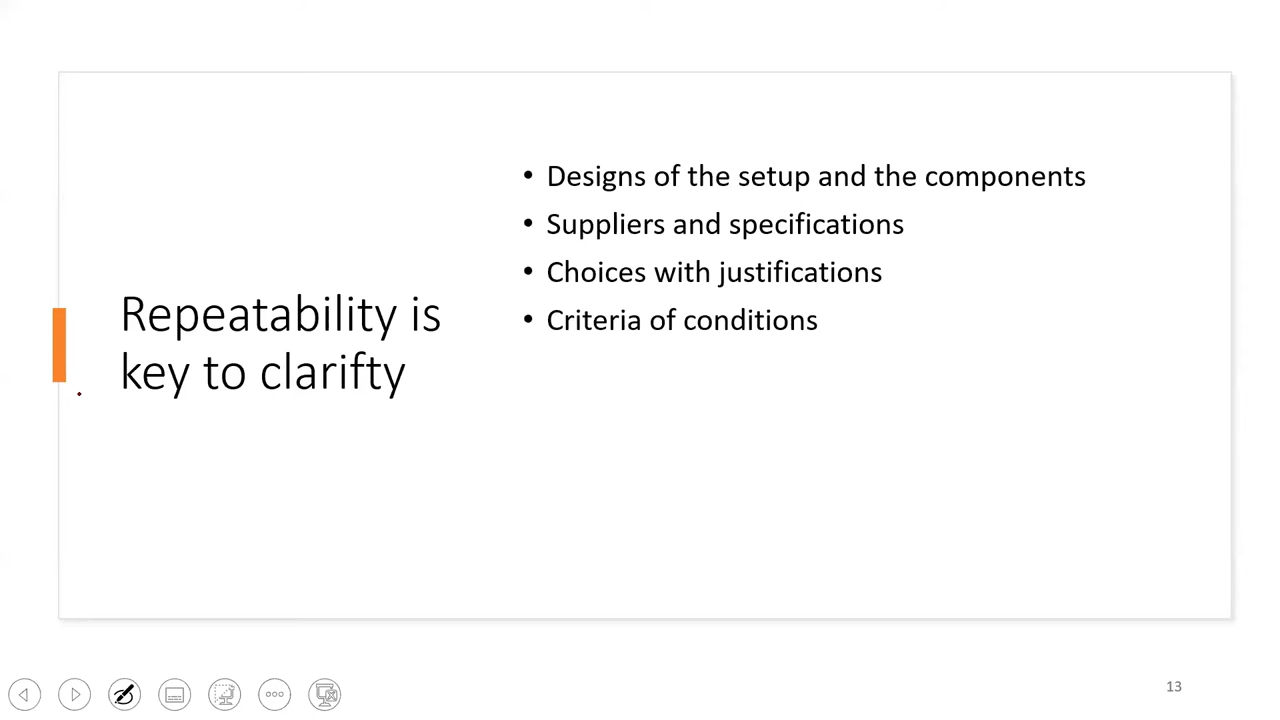 Repeatability is
key to clarifty
• Designs of the setup and the components
• Suppliers and specifications
• Choices with justifications
• Criteria of conditions
13